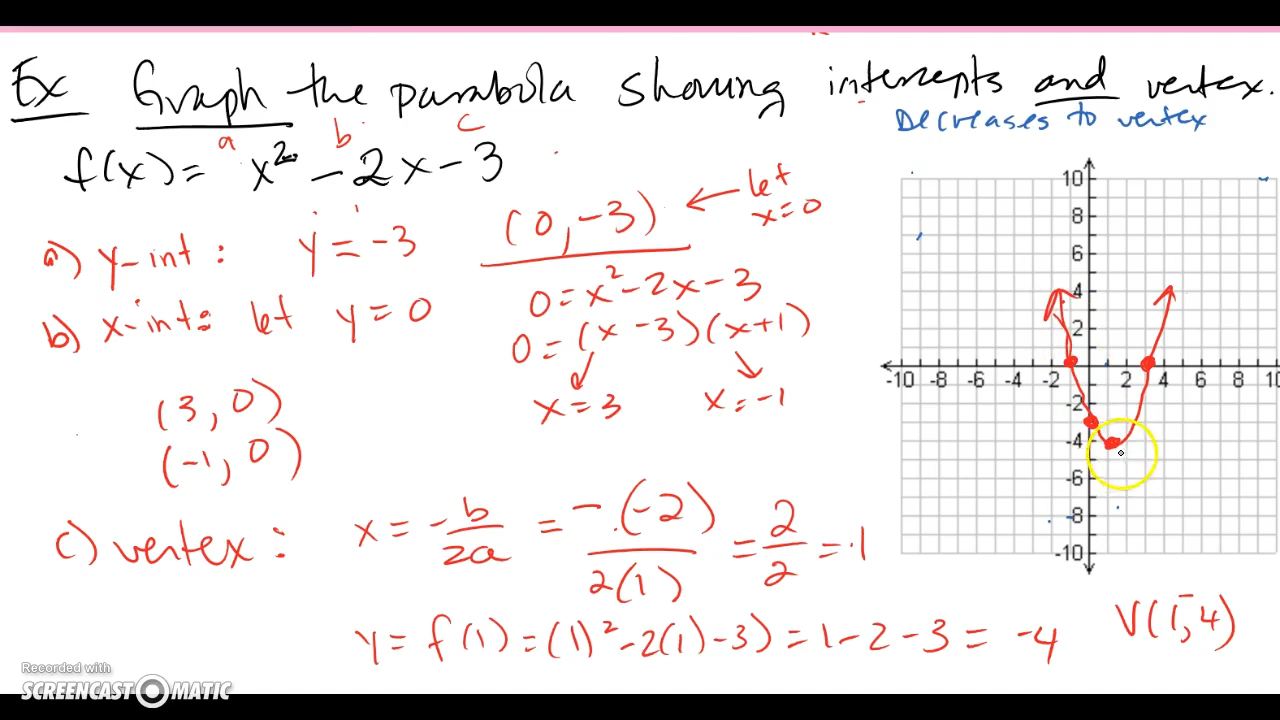 Ex Graph the parabola showing intercepts and vertex.
Decreases to vertex
a b c
f(x) = x² - 2x - 3
a) y-int : y = -3 (0, -3) ← let x=0
b) x-int: let y = 0
0 = x² - 2x - 3
0 = (x - 3)(x + 1)
x = 3 x = -1
(3, 0)
(-1, 0)
c) vertex : x = -b/2a = -(-2)/2(1) = 2/2 = 1
y = f(1) = (1)² - 2(1) - 3) = 1 - 2 - 3 = -4
V(1, -4)
10
8
6
4
2
-10 -8 -6 -4 -2 2 4 6 8 10
-2
-4
-6
-8
-10
Recorded with
SCREENCAST-O-MATIC